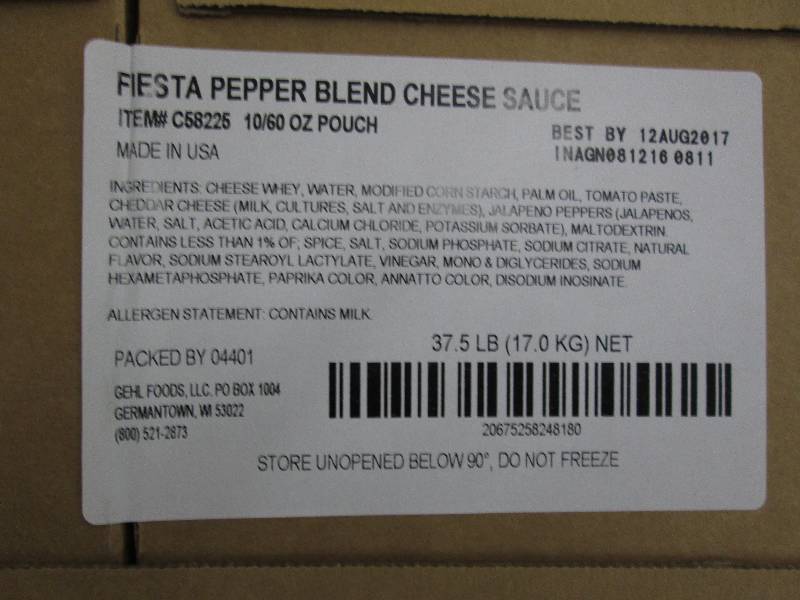 FIESTA PEPPER BLEND CHEESE SAUCE
ITEM# C58225 10/60 OZ POUCH
BEST BY 12AUG2017
MADE IN USA
INAGN081216 0811
INGREDIENTS: CHEESE WHEY, WATER, MODIFIED CORN STARCH, PALM OIL, TOMATO PASTE,
CHEDDAR CHEESE (MILK, CULTURES, SALT AND ENZYMES), JALAPENO PEPPERS (JALAPENOS,
WATER, SALT, ACETIC ACID, CALCIUM CHLORIDE, POTASSIUM SORBATE), MALTODEXTRIN.
CONTAINS LESS THAN 1% OF; SPICE, SALT, SODIUM PHOSPHATE, SODIUM CITRATE, NATURAL
FLAVOR, SODIUM STEAROYL LACTYLATE, VINEGAR, MONO & DIGLYCERIDES, SODIUM
HEXAMETAPHOSPHATE, PAPRIKA COLOR, ANNATTO COLOR, DISODIUM INOSINATE.
ALLERGEN STATEMENT: CONTAINS MILK.
37.5 LB (17.0 KG) NET
PACKED BY 04401
GEHL FOODS, LLC. PO BOX 1004
GERMANTOWN, WI 53022
(800) 521-2873
20675258248180
STORE UNOPENED BELOW 90°, DO NOT FREEZE